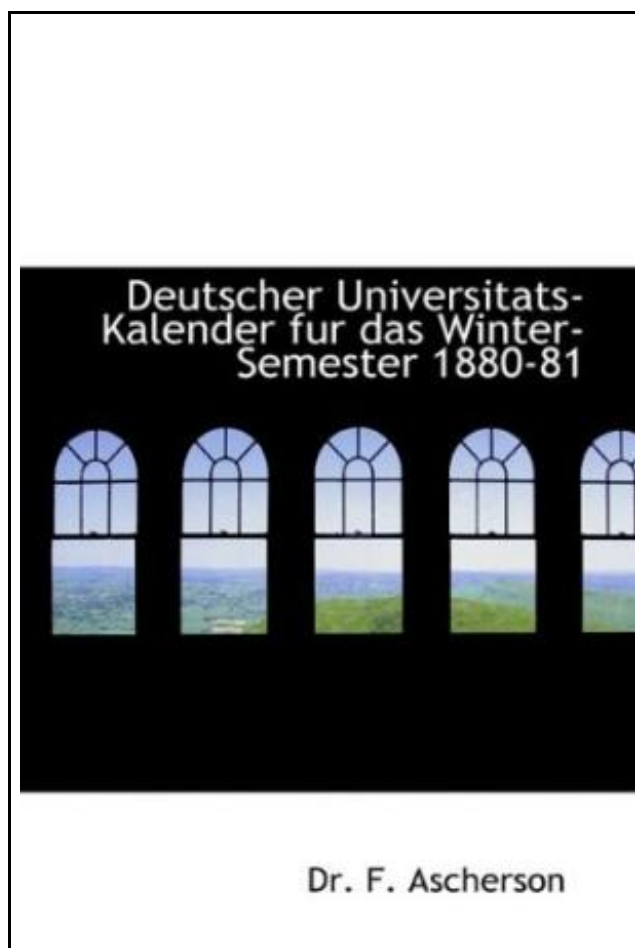 Deutscher Universitats-
Kalender fur das Winter-
Semester 1880-81
Dr. F. Ascherson